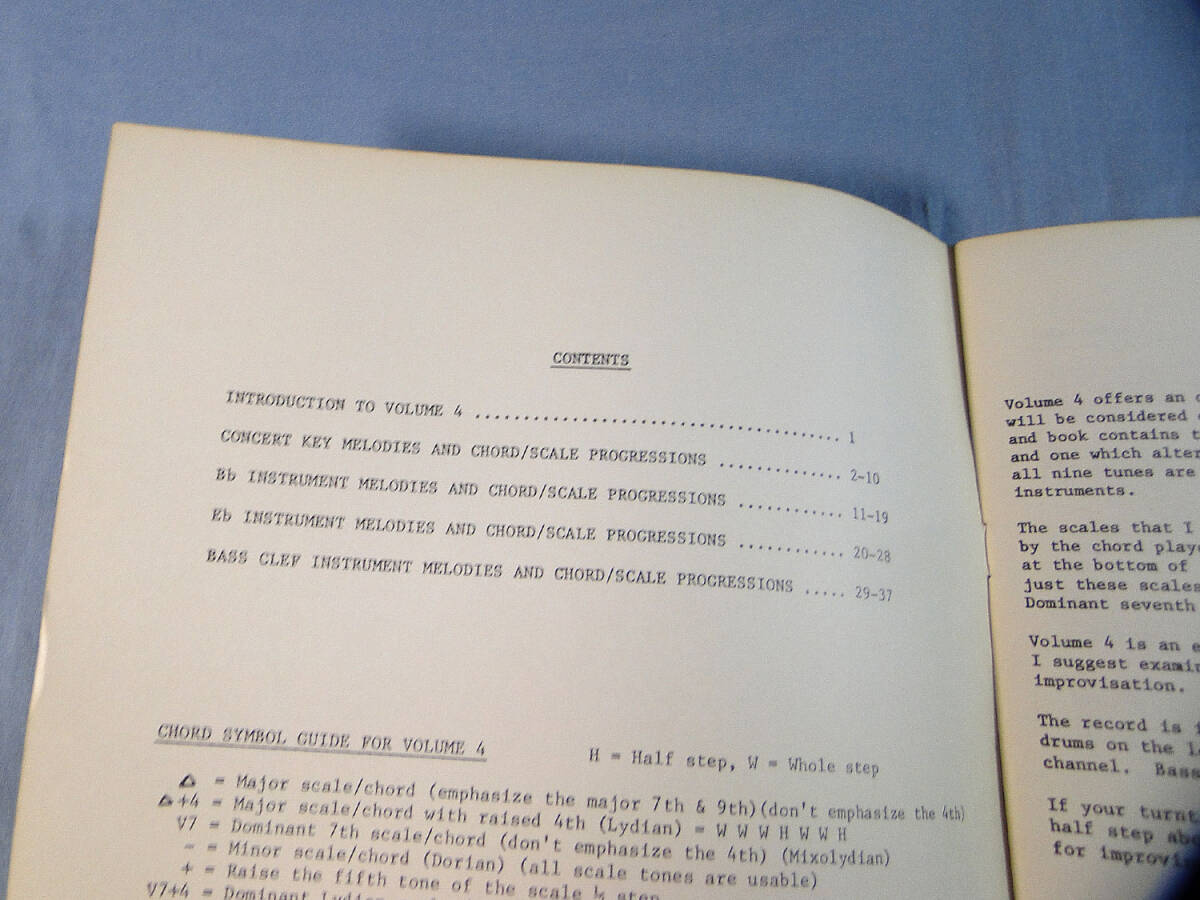 CONTENTS
INTRODUCTION TO VOLUME 4 ...................................... 1
CONCERT KEY MELODIES AND CHORD/SCALE PROGRESSIONS ............. 2-10
Bb INSTRUMENT MELODIES AND CHORD/SCALE PROGRESSIONS ............ 11-19
Eb INSTRUMENT MELODIES AND CHORD/SCALE PROGRESSIONS ............ 20-28
BASS CLEF INSTRUMENT MELODIES AND CHORD/SCALE PROGRESSIONS ..... 29-37
CHORD SYMBOL GUIDE FOR VOLUME 4
H = Half step, W = Whole step
△ = Major scale/chord (emphasize the major 7th & 9th)(don't emphasize the 4th)
△+4 = Major scale/chord with raised 4th (Lydian) = W W W H W W H
V7 = Dominant 7th scale/chord (don't emphasize the 4th) (Mixolydian)
- = Minor scale/chord (Dorian) (all scale tones are usable)
+ = Raise the fifth tone of the scale ½ step
V7+4 = Dominant Lydian
Volume 4 offers an
will be considered
and book contains
and one which
all nine tunes are
instruments.
The scales that I
by the chord
at the bottom of
just these scales
Dominant seventh
Volume 4 is an
I suggest
improvisation.
The record is
drums on the
channel. Bass
If your
half step
for